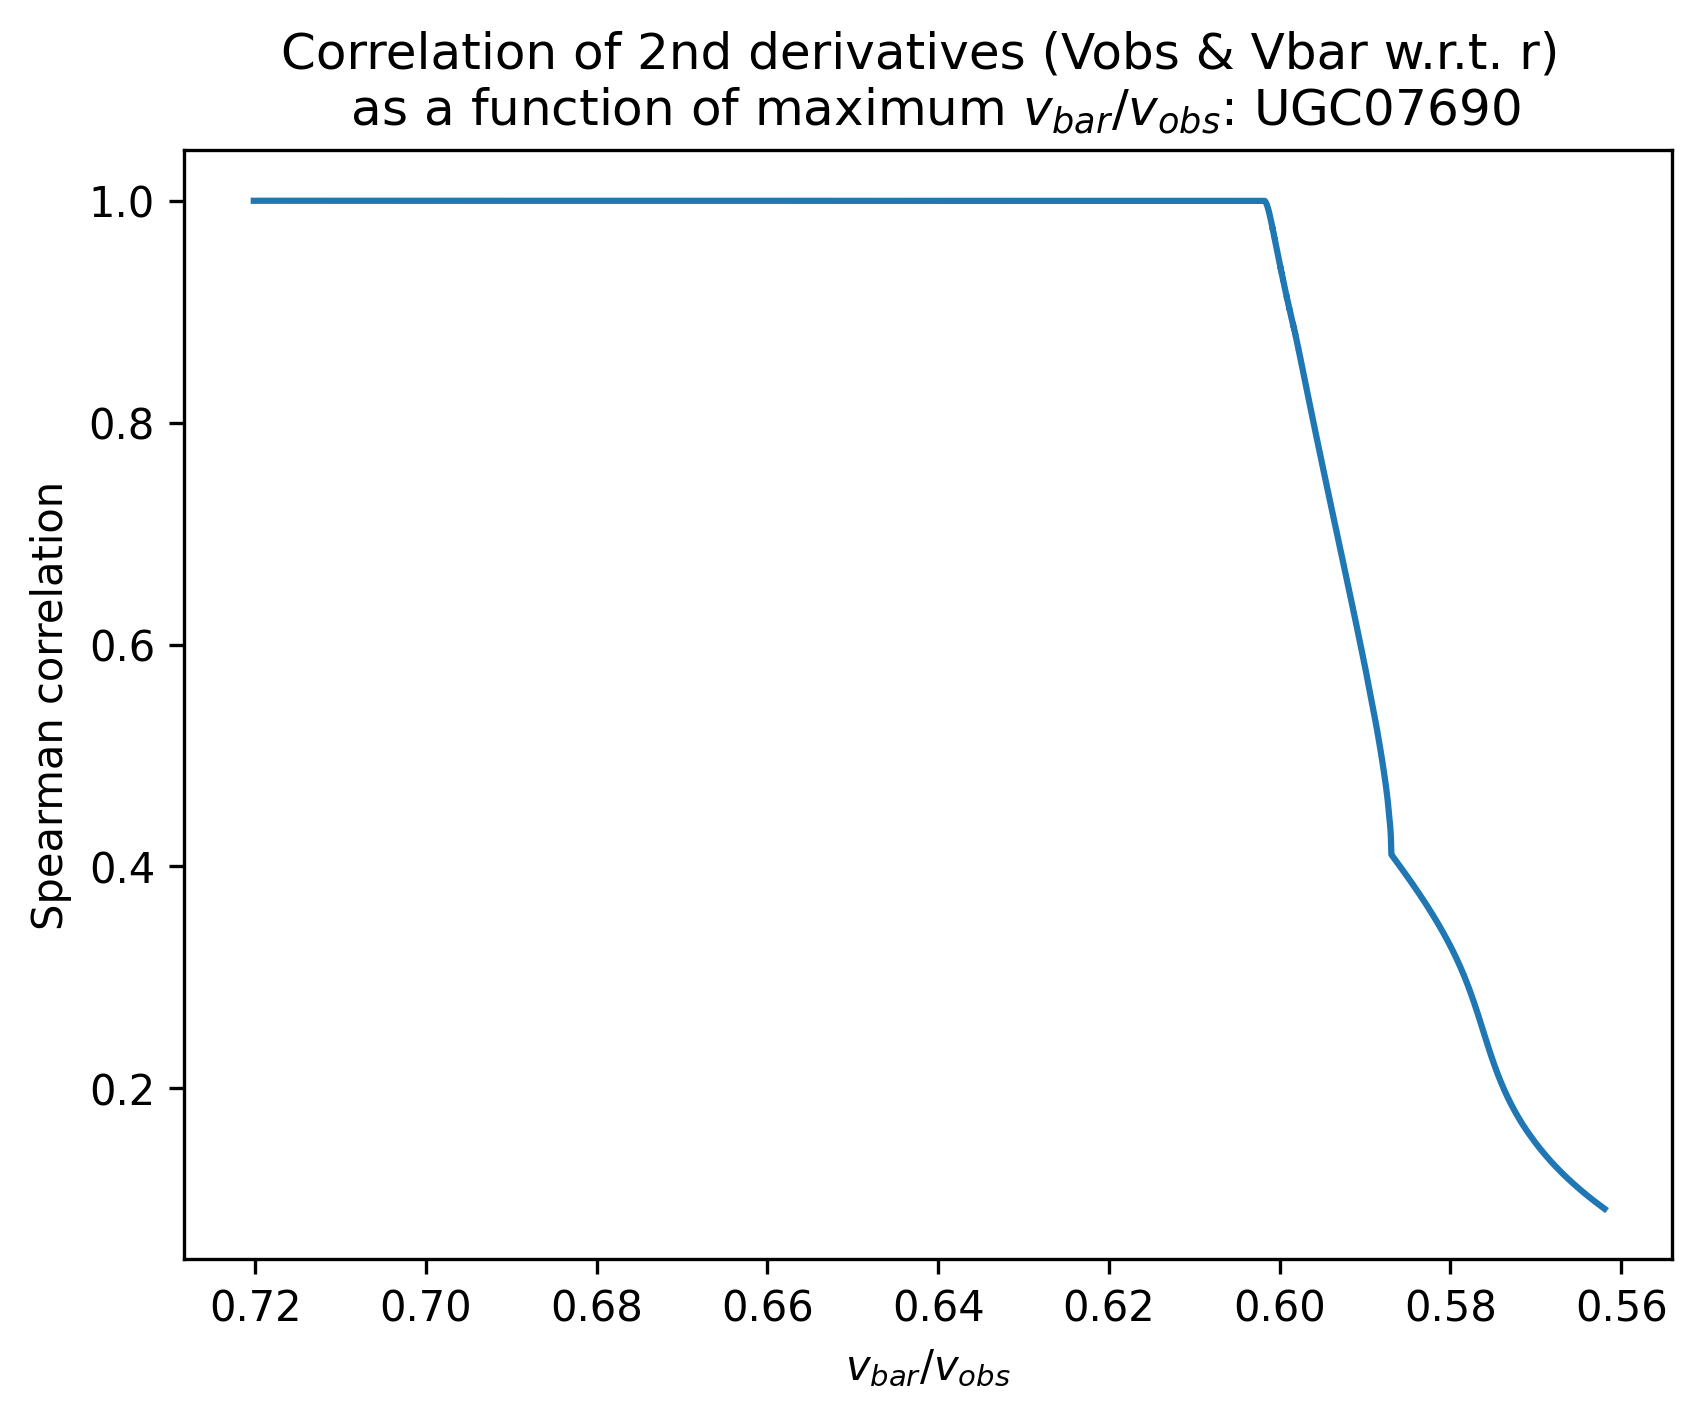 Correlation of 2nd derivatives (Vobs & Vbar w.r.t. r)
as a function of maximum v_bar/v_obs: UGC07690
1.0
0.8
0.6
0.4
0.2
Spearman correlation
0.72 0.70 0.68 0.66 0.64 0.62 0.60 0.58 0.56
v_bar/v_obs